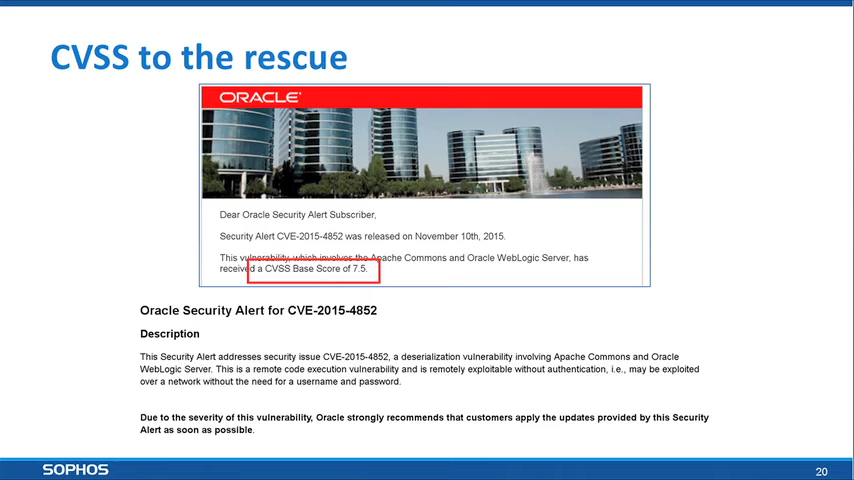 CVSS to the rescue
ORACLE
Dear Oracle Security Alert Subscriber,
Security Alert CVE-2015-4852 was released on November 10th, 2015.
This vulnerability, which involves the Apache Commons and Oracle WebLogic Server, has
received a CVSS Base Score of 7.5.
Oracle Security Alert for CVE-2015-4852
Description
This Security Alert addresses security issue CVE-2015-4852, a deserialization vulnerability involving Apache Commons and Oracle
WebLogic Server. This is a remote code execution vulnerability and is remotely exploitable without authentication, i.e., may be exploited
over a network without the need for a username and password.
Due to the severity of this vulnerability, Oracle strongly recommends that customers apply the updates provided by this Security
Alert as soon as possible.
SOPHOS
20